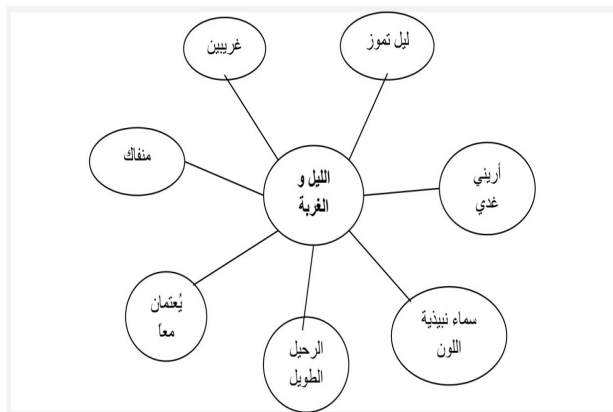 ليل تموز
غريبين
منفاك
الليل و
الغربة
أريني
غدي
يُعتمان
معاً
الرحيل
الطويل
سماء نبيذية
اللون